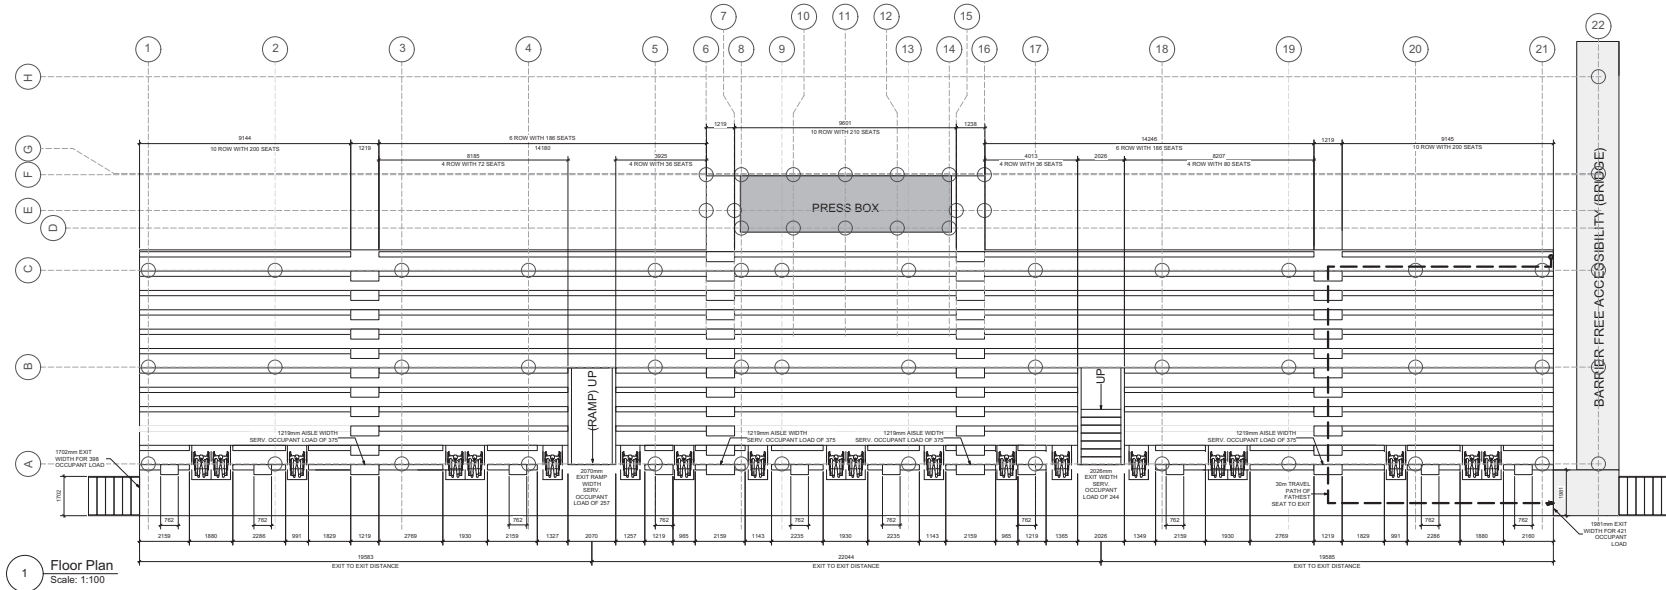 7
10
11
12
15
22
1
2
3
4
5
6
8
9
13
14
16
17
18
19
20
21
H
G
F
E
D
C
B
A
9144
10 ROW WITH 200 SEATS
1219
6 ROW WITH 186 SEATS
14180
8185
4 ROW WITH 72 SEATS
3925
4 ROW WITH 36 SEATS
1219
9601
10 ROW WITH 210 SEATS
1238
14246
6 ROW WITH 186 SEATS
4013
4 ROW WITH 36 SEATS
2026
8207
4 ROW WITH 80 SEATS
1219
9145
10 ROW WITH 200 SEATS
PRESS BOX
BARRIER FREE ACCESSIBILITY (BRIDGE)
(RAMP) UP
UP
1702mm EXIT
WIDTH FOR 398
OCCUPANT LOAD
1702
1219mm AISLE WIDTH
SERV. OCCUPANT LOAD OF 375
2070mm
EXIT RAMP
WIDTH
SERV.
OCCUPANT
LOAD OF 257
1219mm AISLE WIDTH
SERV. OCCUPANT LOAD OF 375
1219mm AISLE WIDTH
SERV. OCCUPANT LOAD OF 375
2026mm
EXIT WIDTH
SERV.
OCCUPANT
LOAD OF 244
1219mm AISLE WIDTH
SERV. OCCUPANT LOAD OF 375
30m TRAVEL
PATH OF
FATHEST
SEAT TO EXIT
1981
1981mm EXIT
WIDTH FOR 421
OCCUPANT
LOAD
762
762
762
762
762
762
762
762
762
762
2159
1880
2286
991
1829
1219
2769
1930
2159
1327
2070
1257
1219
965
2159
1143
2235
1930
2235
1143
2159
965
1219
1365
2026
1349
2159
1930
2769
1219
1829
991
2286
1880
2160
19583
EXIT TO EXIT DISTANCE
22044
EXIT TO EXIT DISTANCE
19585
EXIT TO EXIT DISTANCE
1
Floor Plan
Scale: 1:100